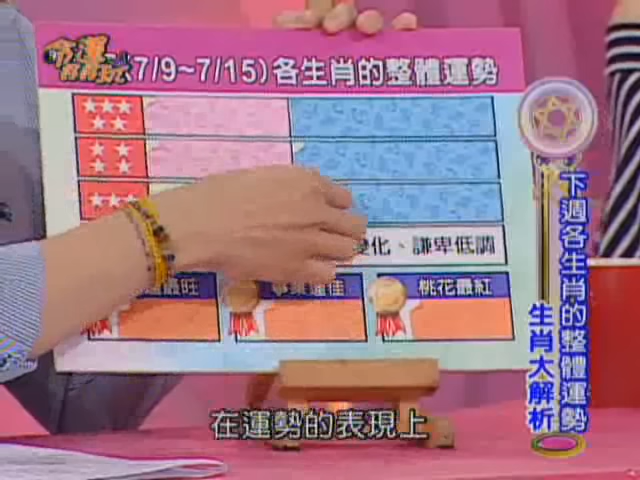 命運好好玩
7/9~7/15)各生肖的整體運勢
變化、謙卑低調
最旺
事業運佳
桃花最紅
下週各生肖的整體運勢
生肖大解析
在運勢的表現上